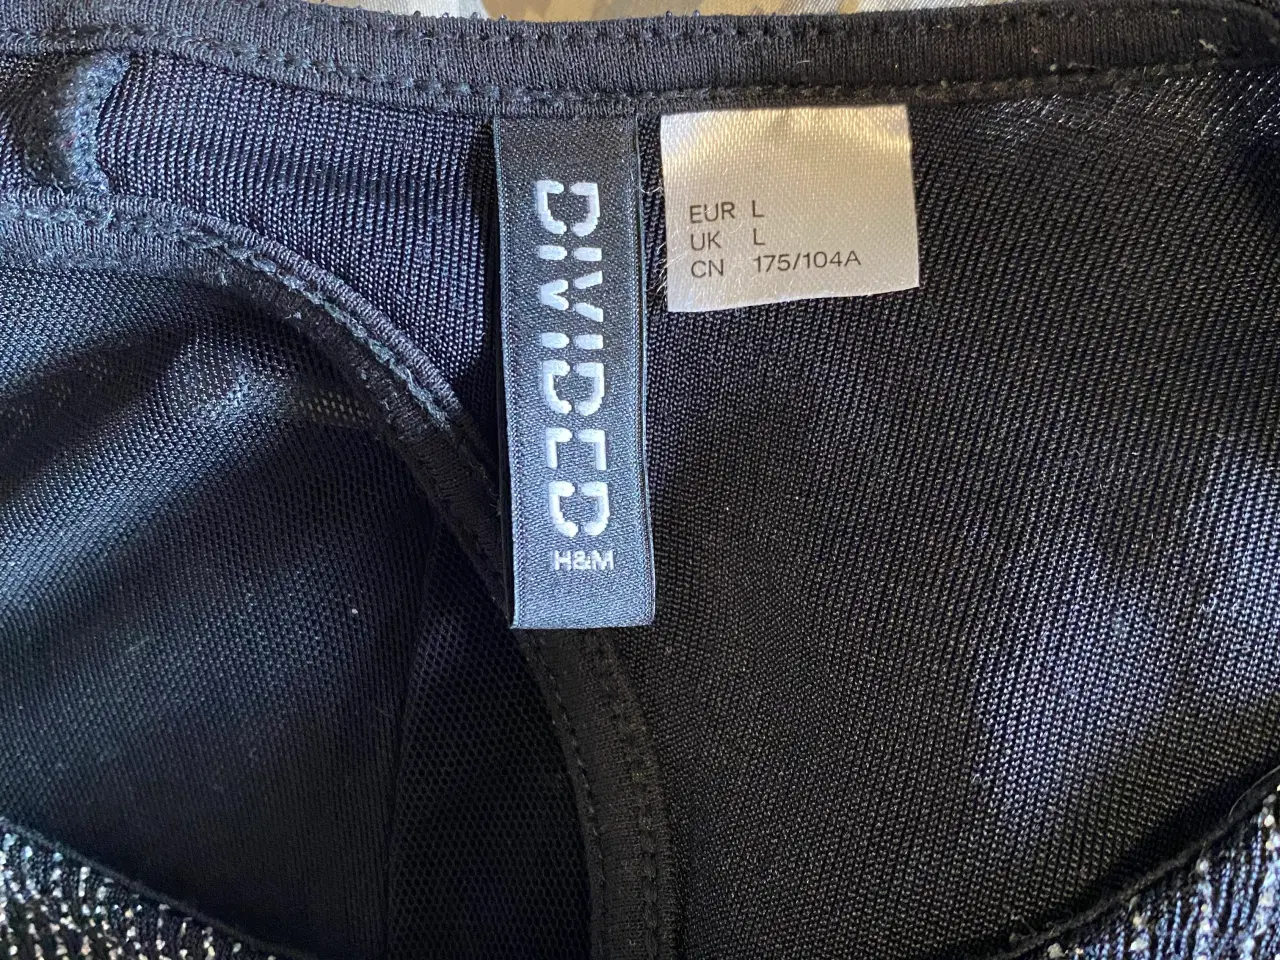 DIVIDED
H&M
EUR L
UK L
CN 175/104A